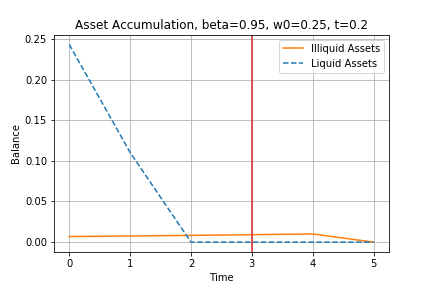 Asset Accumulation, beta=0.95, w0=0.25, t=0.2
Illiquid Assets
Liquid Assets
Balance
0.25
0.20
0.15
0.10
0.05
0.00
0 1 2 3 4 5
Time